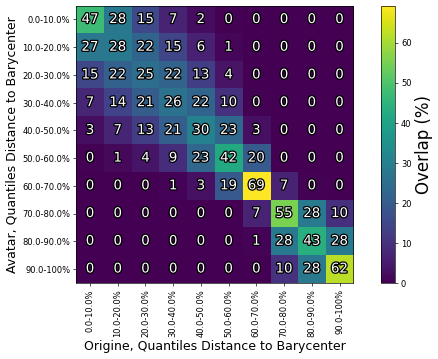 0.0-10.0% 47 28 15 7 2 0 0 0 0 0
10.0-20.0% 27 28 22 15 6 1 0 0 0 0
20.0-30.0% 15 22 25 22 13 4 0 0 0 0
30.0-40.0% 7 14 21 26 22 10 0 0 0 0
40.0-50.0% 3 7 13 21 30 23 3 0 0 0
50.0-60.0% 0 1 4 9 23 42 20 0 0 0
60.0-70.0% 0 0 0 1 3 19 69 7 0 0
70.0-80.0% 0 0 0 0 0 0 7 55 28 10
80.0-90.0% 0 0 0 0 0 0 1 28 43 28
90.0-100% 0 0 0 0 0 0 0 10 28 62
0.0-10.0% 10.0-20.0% 20.0-30.0% 30.0-40.0% 40.0-50.0% 50.0-60.0% 60.0-70.0% 70.0-80.0% 80.0-90.0% 90.0-100%
Origine, Quantiles Distance to Barycenter
Avatar, Quantiles Distance to Barycenter
60
50
40
30
20
10
0
Overlap (%)